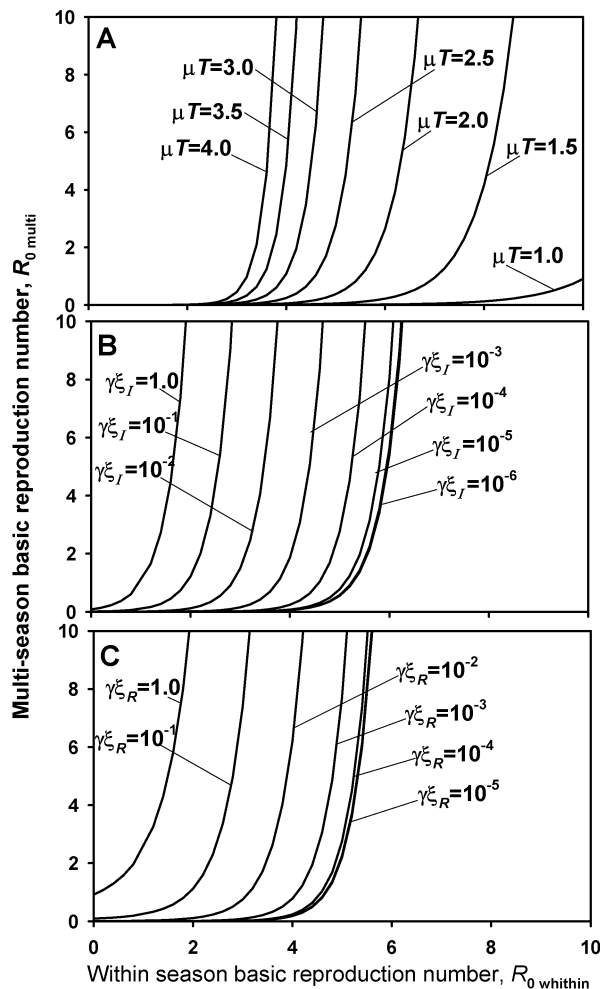 Multi-season basic reproduction number, R0 multi
A
10
8
6
4
2
0
μT=3.0
μT=3.5
μT=4.0
μT=2.5
μT=2.0
μT=1.5
μT=1.0
B
10
8
6
4
2
0
γξI=1.0
γξI=10-1
γξI=10-2
γξI=10-3
γξI=10-4
γξI=10-5
γξI=10-6
C
10
8
6
4
2
0
γξR=1.0
γξR=10-1
γξR=10-2
γξR=10-3
γξR=10-4
γξR=10-5
0 2 4 6 8 10
Within season basic reproduction number, R0 whithin